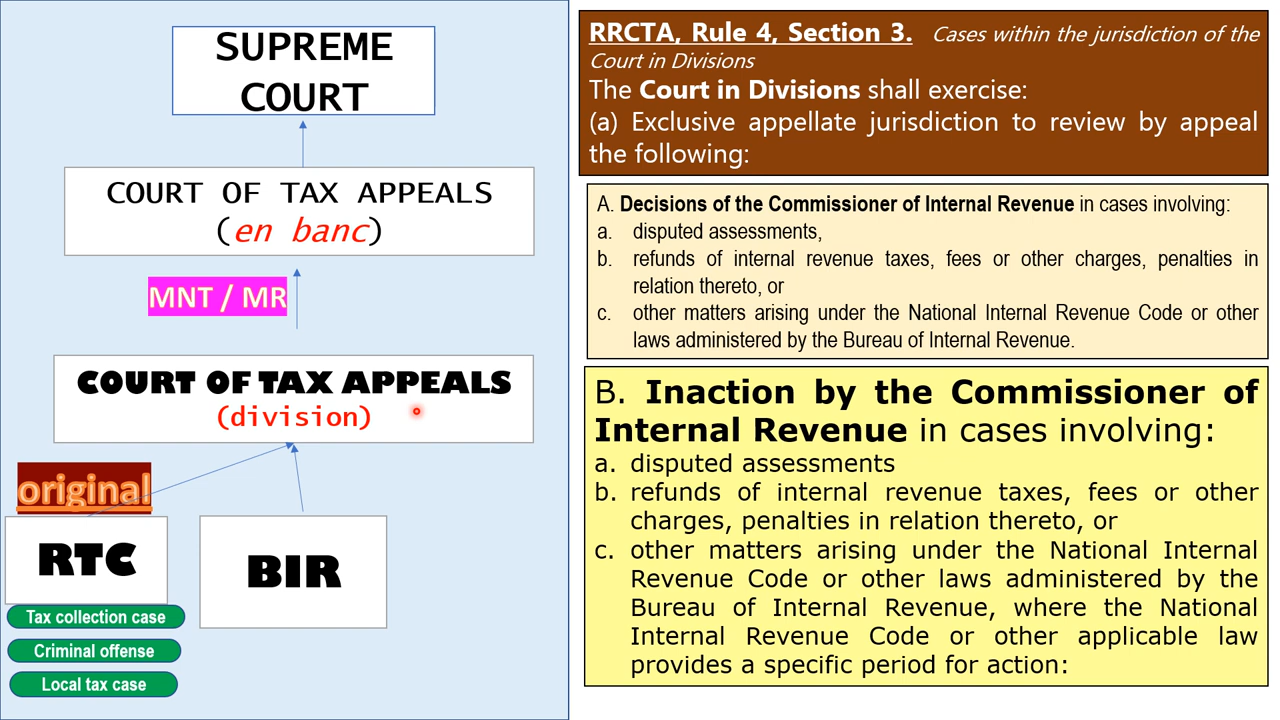 SUPREME
COURT
COURT OF TAX APPEALS
(en banc)
MNT / MR
COURT OF TAX APPEALS
(division)
original
RTC
BIR
Tax collection case
Criminal offense
Local tax case
RRCTA, Rule 4, Section 3. Cases within the jurisdiction of the
Court in Divisions
The Court in Divisions shall exercise:
(a) Exclusive appellate jurisdiction to review by appeal
the following:
A. Decisions of the Commissioner of Internal Revenue in cases involving:
a. disputed assessments,
b. refunds of internal revenue taxes, fees or other charges, penalties in
relation thereto, or
c. other matters arising under the National Internal Revenue Code or other
laws administered by the Bureau of Internal Revenue.
B. Inaction by the Commissioner of
Internal Revenue in cases involving:
a. disputed assessments
b. refunds of internal revenue taxes, fees or other
charges, penalties in relation thereto, or
c. other matters arising under the National Internal
Revenue Code or other laws administered by the
Bureau of Internal Revenue, where the National
Internal Revenue Code or other applicable law
provides a specific period for action: